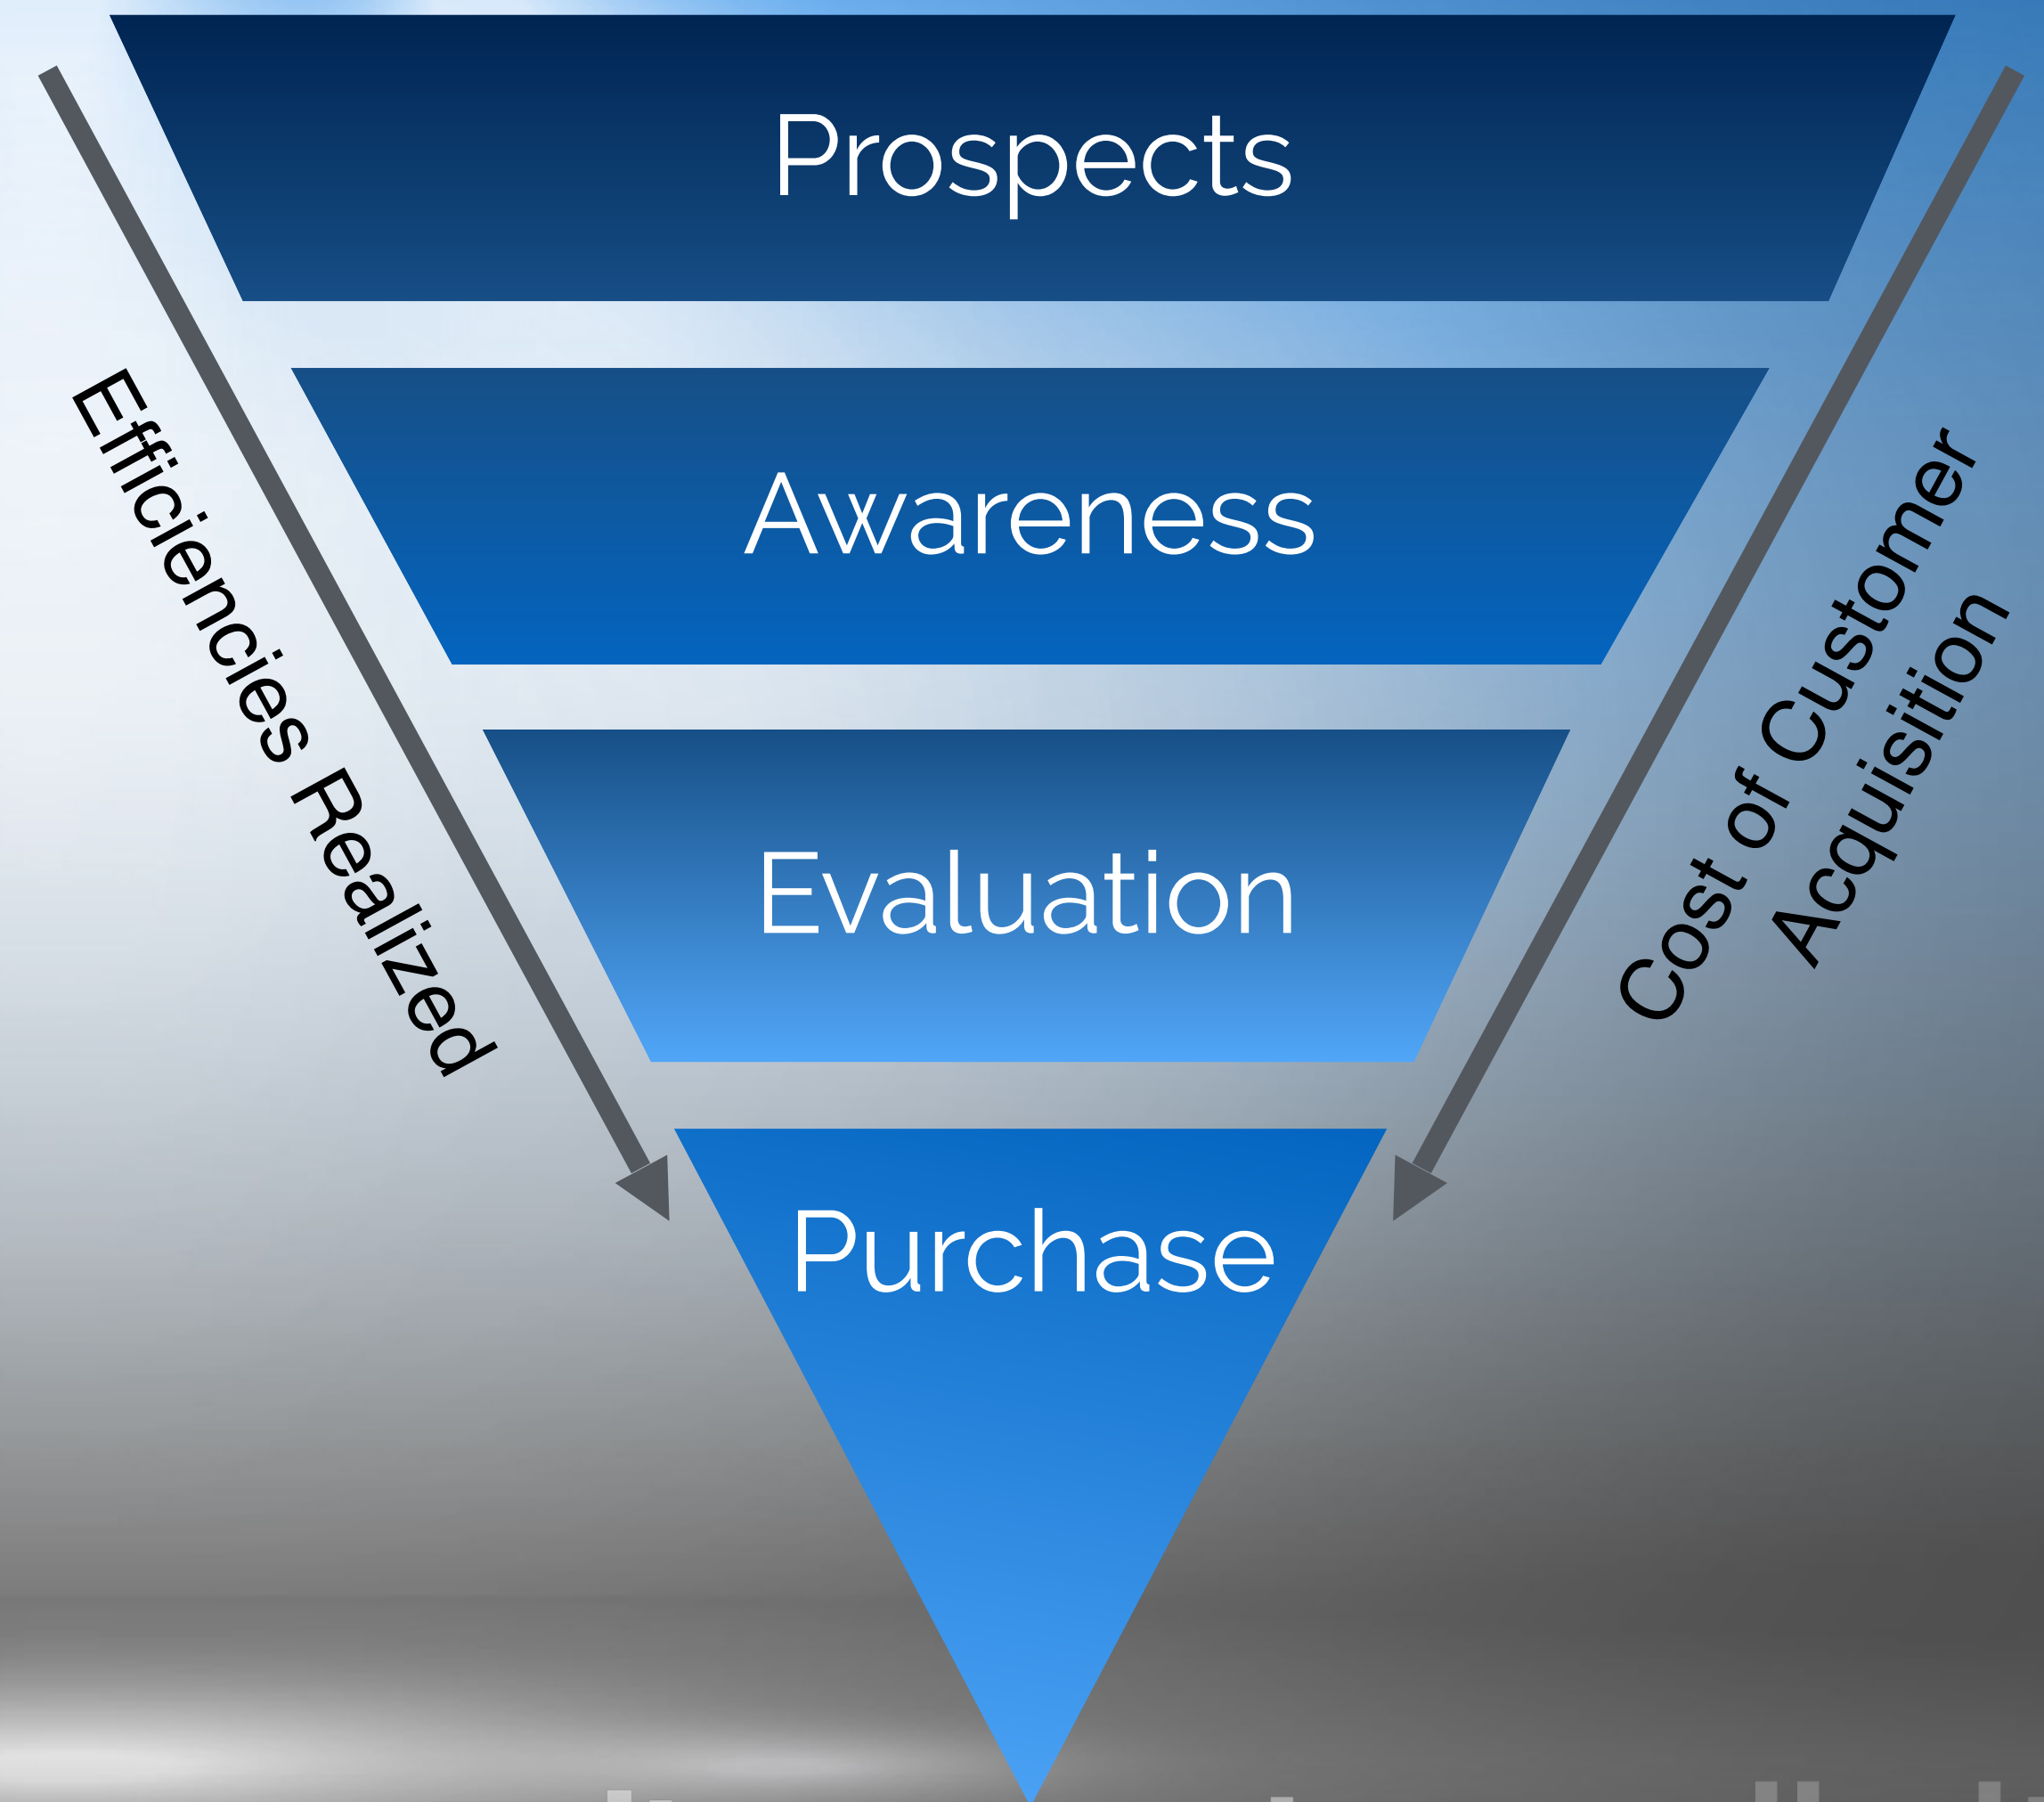 Prospects
Awareness
Evaluation
Purchase
Efficiencies Realized
Cost of Customer
Acquisition